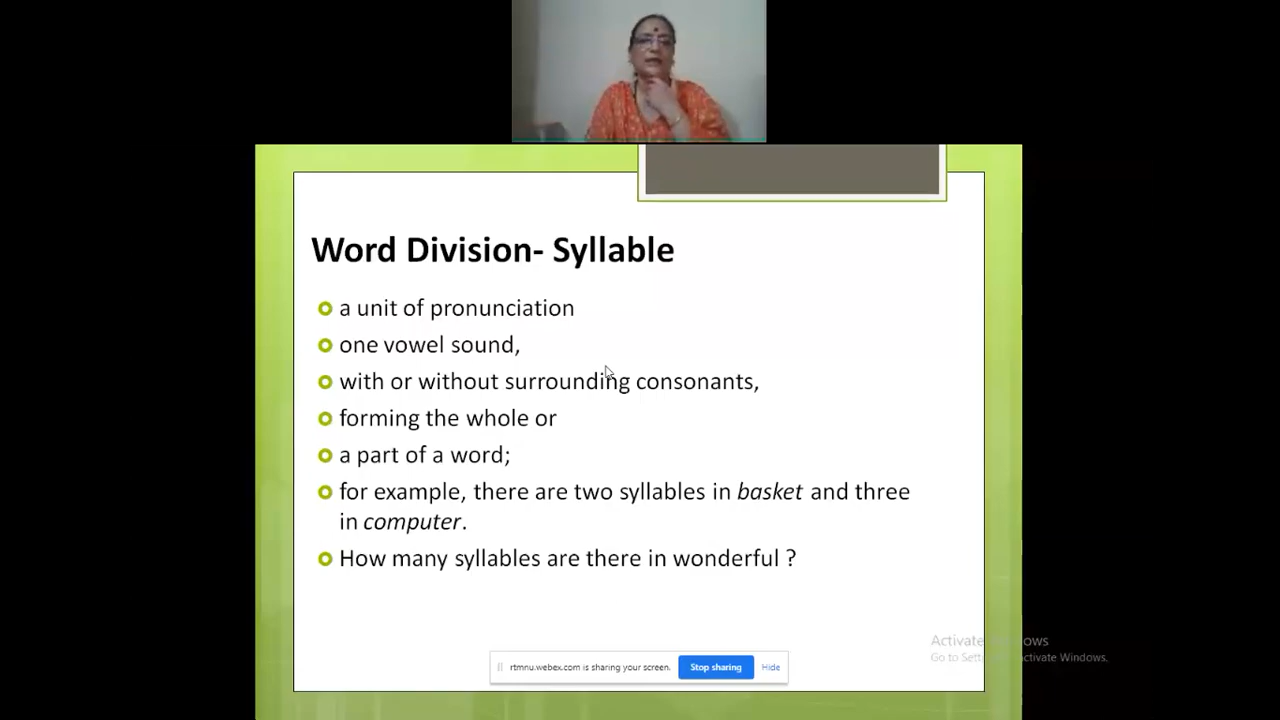 Word Division- Syllable
a unit of pronunciation
one vowel sound,
with or without surrounding consonants,
forming the whole or
a part of a word;
for example, there are two syllables in basket and three
in computer.
How many syllables are there in wonderful ?
Activate Windows
Go to Settings to activate Windows.
rtmnu.webex.com is sharing your screen. Stop sharing Hide